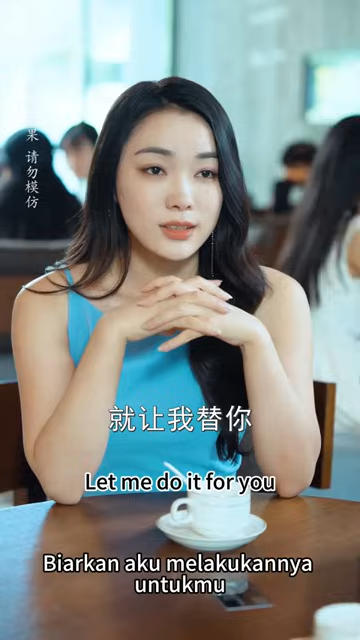 果 请勿模仿
就让我替你
Let me do it for you
Biarkan aku melakukannya
untukmu